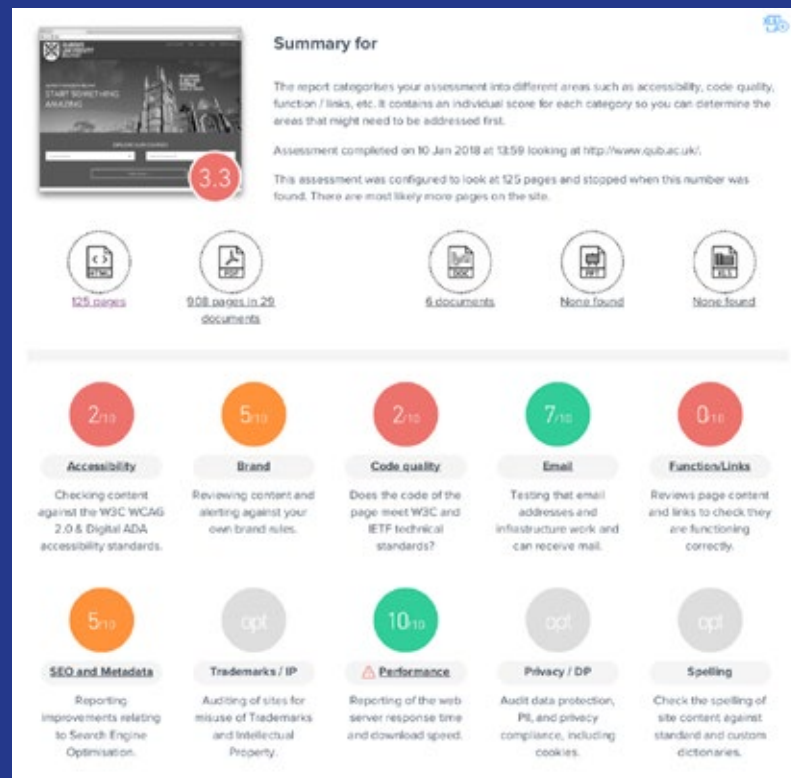 QUEEN'S
UNIVERSITY
BELFAST
START SOMETHING
AMAZING
3.3
Summary for
The report categorises your assessment into different areas such as accessibility, code quality,
function / links, etc. It contains an individual score for each category so you can determine the
areas that might need to be addressed first.
Assessment completed on 10 Jan 2018 at 13:59 looking at http://www.qub.ac.uk/.
This assessment was configured to look at 125 pages and stopped when this number was
found. There are most likely more pages on the site.
HTML
PDF
DOC
PPT
XLS
125 pages
908 pages in 29
documents
6 documents
None found
None found
2/10
5/10
2/10
7/10
0/10
Accessibility
Brand
Code quality
Email
Function/Links
Checking content
against the W3C WCAG
2.0 & Digital ADA
accessibility standards.
Reviewing content and
alerting against your
own brand rules.
Does the code of the
page meet W3C and
IETF technical
standards?
Testing that email
addresses and
infrastructure work and
can receive mail.
Reviews page content
and links to check they
are functioning
correctly.
5/10
opt
10/10
opt
opt
SEO and Metadata
Trademarks / IP
Performance
Privacy / DP
Spelling
Reporting
improvements relating
to Search Engine
Optimisation.
Auditing of sites for
misuse of Trademarks
and Intellectual
Property.
Reporting of the web
server response time
and download speed.
Audit data protection,
PII, and privacy
compliance, including
cookies.
Check the spelling of
site content against
standard and custom
dictionaries.